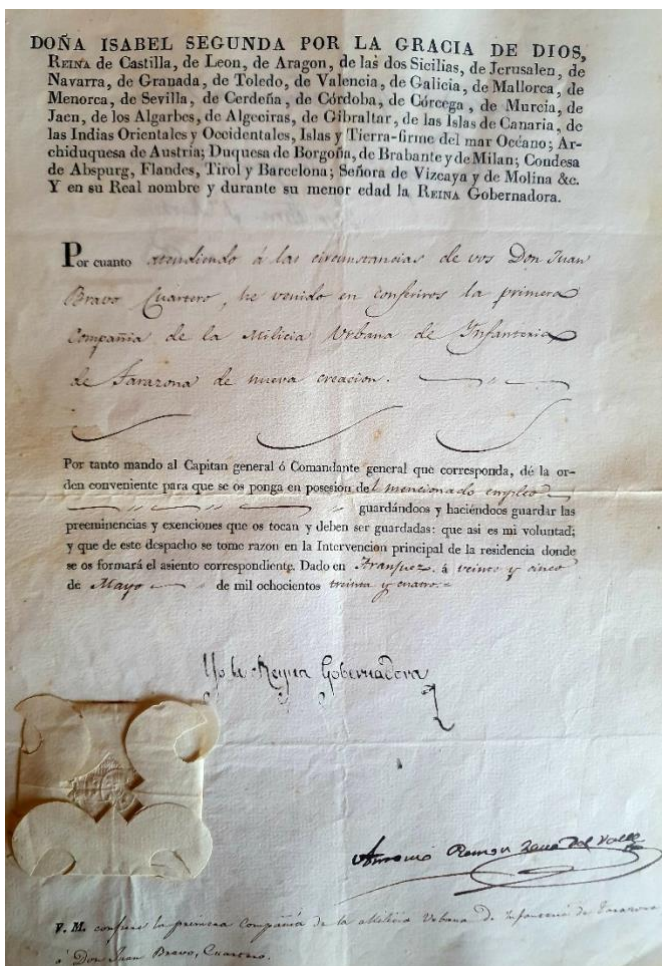 DOÑA ISABEL SEGUNDA POR LA GRACIA DE DIOS,
REINA de Castilla, de Leon, de Aragon, de las dos Sicilias, de Jerusalen, de
Navarra, de Granada, de Toledo, de Valencia, de Galicia, de Mallorca, de
Menorca, de Sevilla, de Cerdeña, de Córdoba, de Córcega, de Murcia, de
Jaen, de los Algarbes, de Algeciras, de Gibraltar, de las Islas de Canaria, de
las Indias Orientales y Occidentales, Islas y Tierra-firme del mar Océano; Ar-
chiduquesa de Austria; Duquesa de Borgoña, de Brabante y de Milan; Condesa
de Abspurg, Flandes, Tirol y Barcelona; Señora de Vizcaya y de Molina &c.
Y en su Real nombre y durante su menor edad la REINA Gobernadora.
Por cuanto atendiendo á las circunstancias de vos Don Juan
Bravo Cuartero, he venido en conferiros la primera
Compañia de la Milicia Urbana de Infanteria
de Tarazona de nueva creacion.
Por tanto mando al Capitan general ó Comandante general que corresponda, dé la or-
den conveniente para que se os ponga en posesion del mencionado empleo
guardándoos y haciéndoos guardar las
preeminencias y exenciones que os tocan y deben ser guardadas: que asi es mi voluntad;
y que de este despacho se tome razon en la Intervencion principal de la residencia donde
se os formará el asiento correspondiente. Dado en Aranjuez á veinte y cinco
de Mayo de mil ochocientos treinta y cuatro.
Yo la Reyna Gobernadora
Antonio Ramon Zarco del Valle
V. M. confiere la primera Compañia de la Milicia Urbana de Infanteria de Tarazona
á Don Juan Bravo, Cuartero.